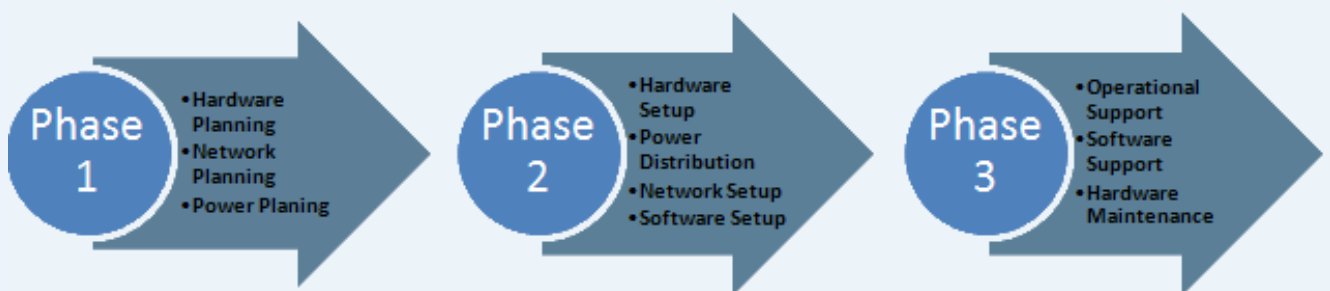 Phase
1
•Hardware
Planning
•Network
Planning
•Power Planing
Phase
2
•Hardware
Setup
•Power
Distribution
•Network Setup
•Software Setup
Phase
3
•Operational
Support
•Software
Support
•Hardware
Maintenance